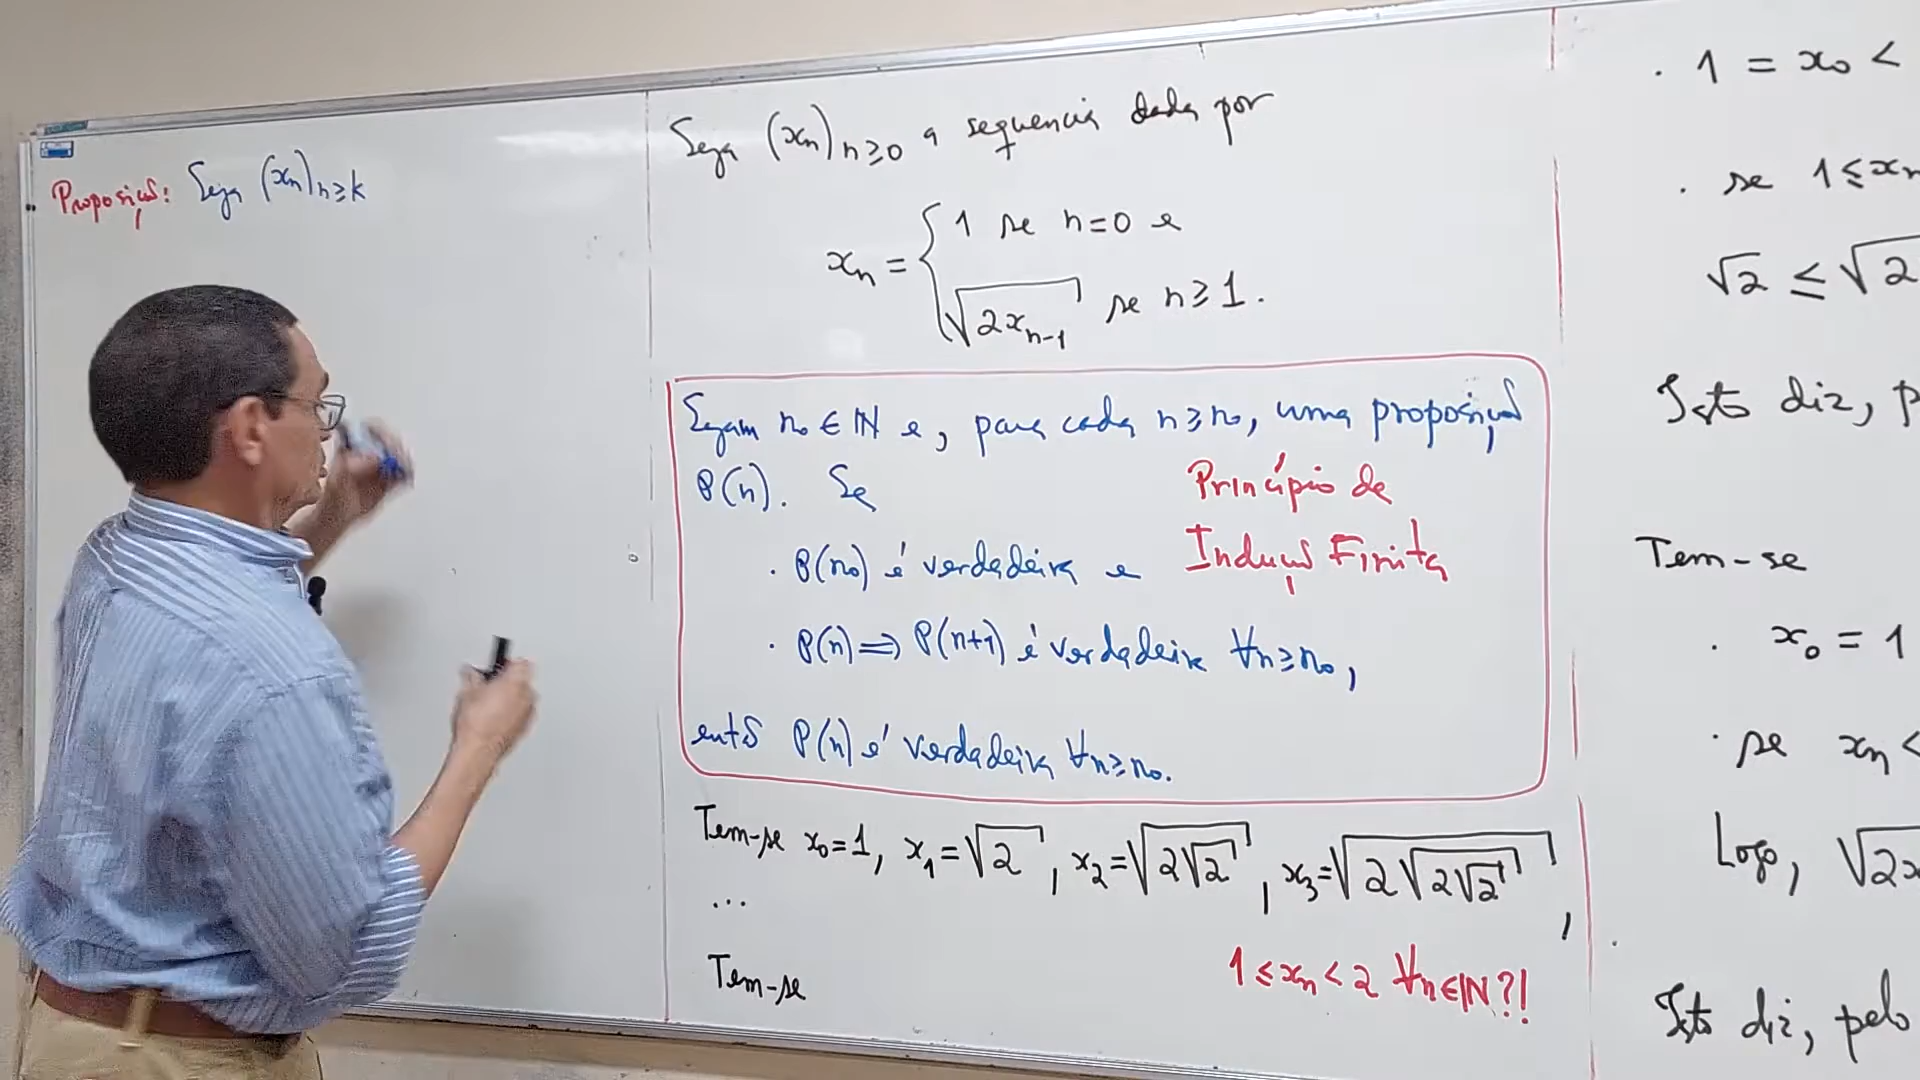 Proposição: Seja (xn)n≥k
Seja (xn)n≥0 a sequencia dada por
xn = { 1 se n=0 e
√2xn-1 se n≥1.
Sejam n0 ∈ ℕ e, para cada n≥n0, uma proposição
P(n). Se
Princípio de
Indução Finita
. P(n0) é verdadeira e
. P(n) ⟹ P(n+1) é verdadeira ∀n≥n0,
então P(n) é verdadeira ∀n≥n0.
Tem-se x0=1, x1=√2, x2=√(2√2), x3=√(2√(2√2)),
...
Tem-se
1≤xn<2 ∀n∈ℕ?!
. 1 = x0 <
. se 1≤xn
√2 ≤ √2
Isto diz, p
Tem-se
. x0 = 1
. se xn <
Logo, √2x
Isto diz, pelo